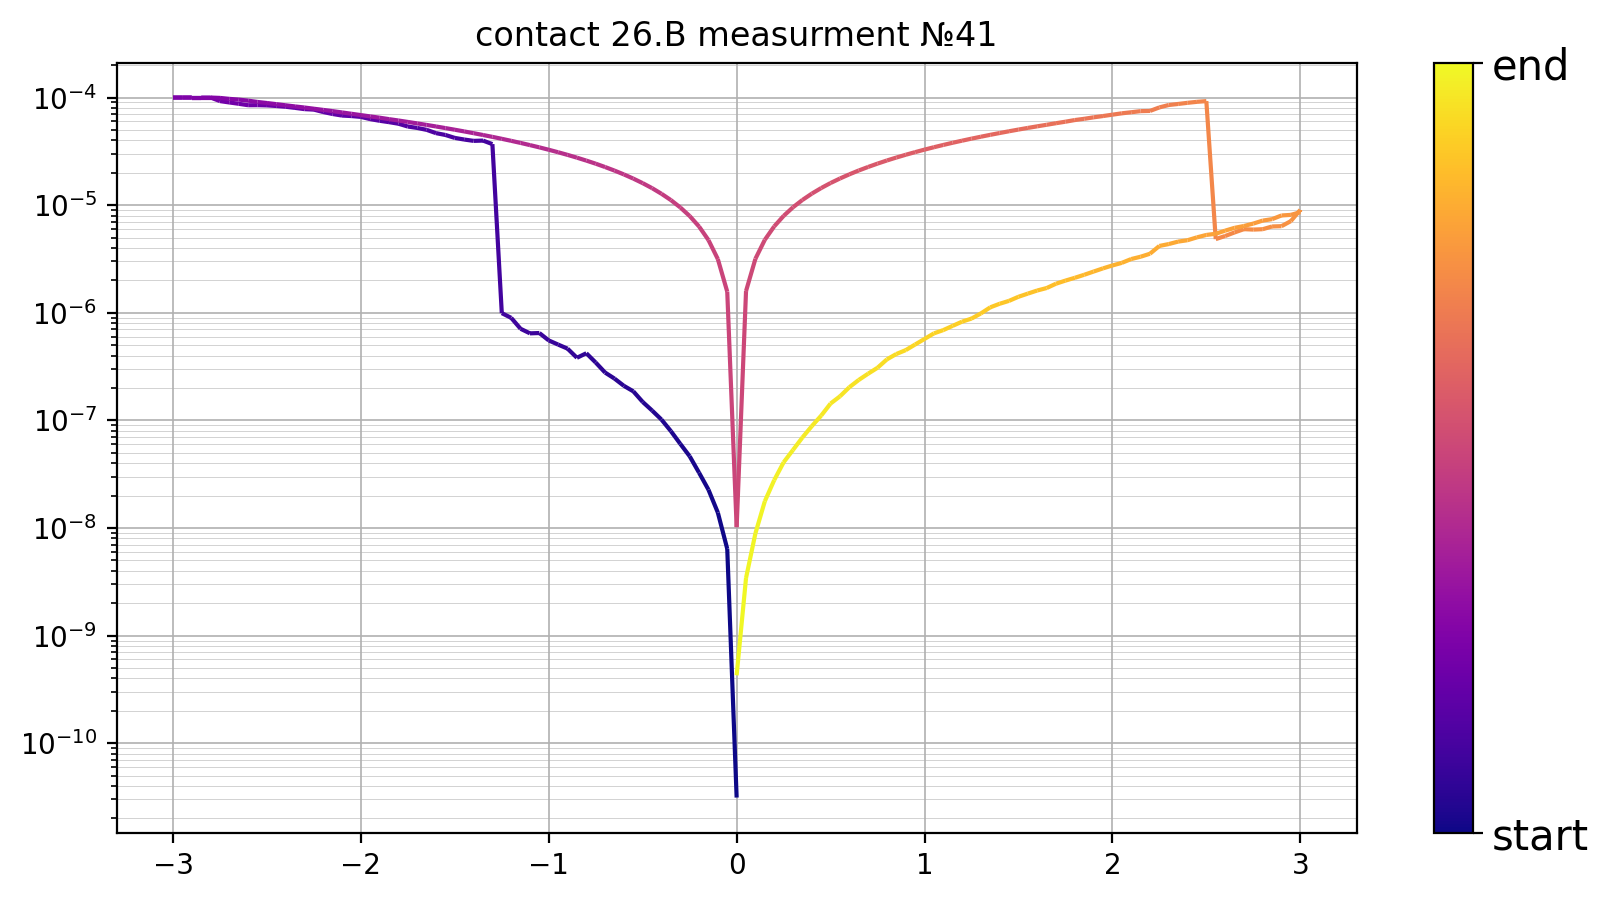 contact 26.B measurment №41
10⁻⁴
10⁻⁵
10⁻⁶
10⁻⁷
10⁻⁸
10⁻⁹
10⁻¹⁰
−3 −2 −1 0 1 2 3
end
start